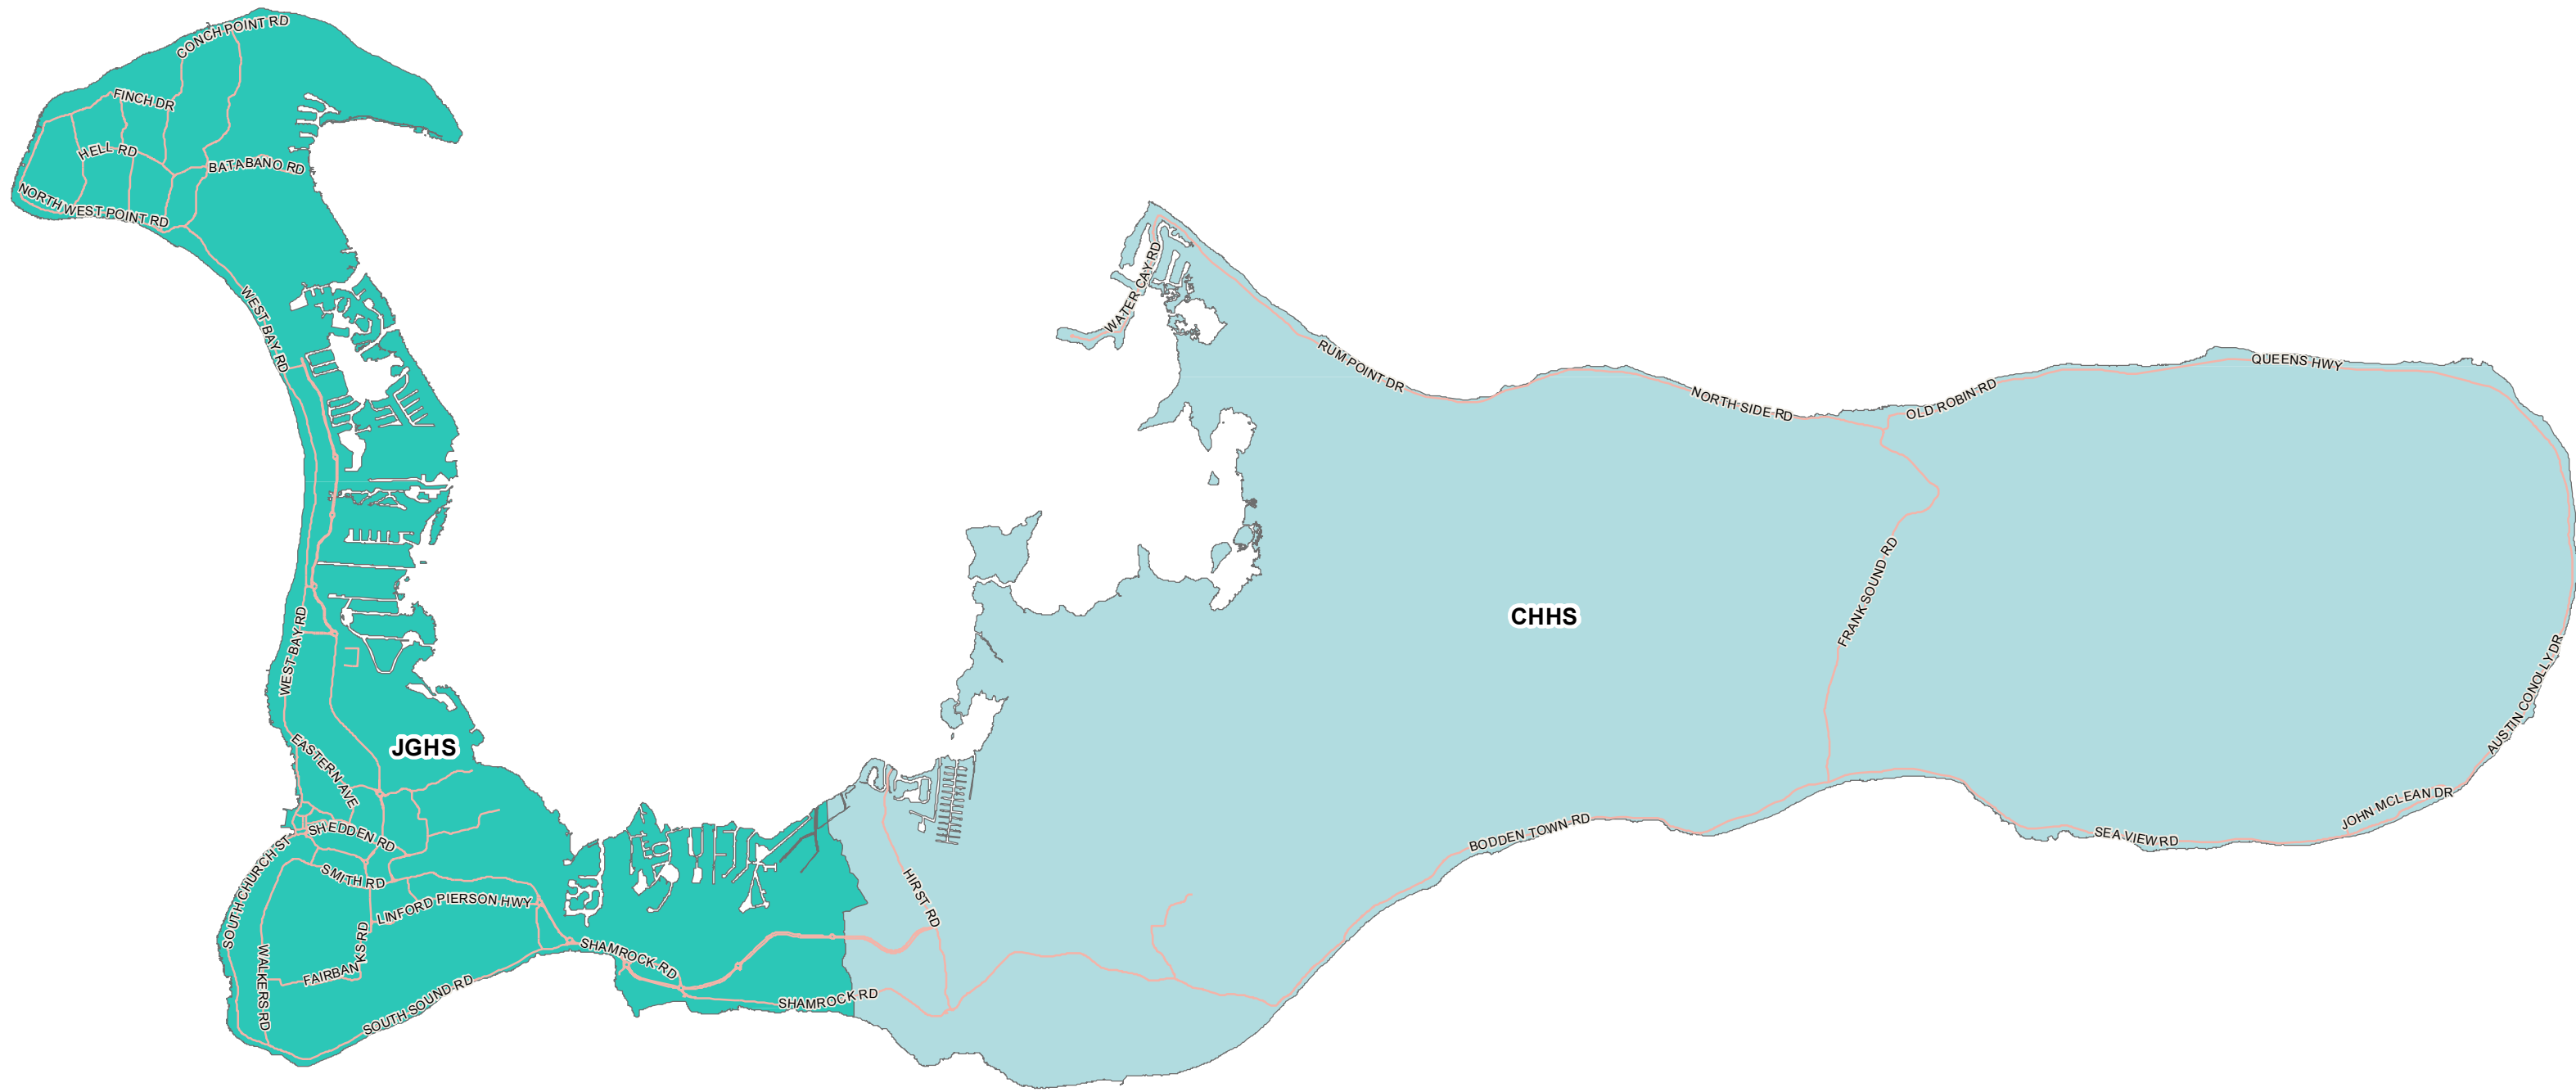 CONCH POINT RD
FINCH DR
HELL RD
BATABANO RD
NORTH WEST POINT RD
WEST BAY RD
WATER CAY RD
RUM POINT DR
NORTH SIDE RD
OLD ROBIN RD
QUEENS HWY
FRANK SOUND RD
CHHS
WEST BAY RD
AUSTIN CONOLLY DR
JGHS
EASTERN AVE
SHEDDEN RD
SMITH RD
SOUTH CHURCH ST
LINFORD PIERSON HWY
HIRST RD
BODDEN TOWN RD
SEA VIEW RD
JOHN MCLEAN DR
WALKERS RD
FAIRBANKS RD
SHAMROCK RD
SHAMROCK RD
SOUTH SOUND RD